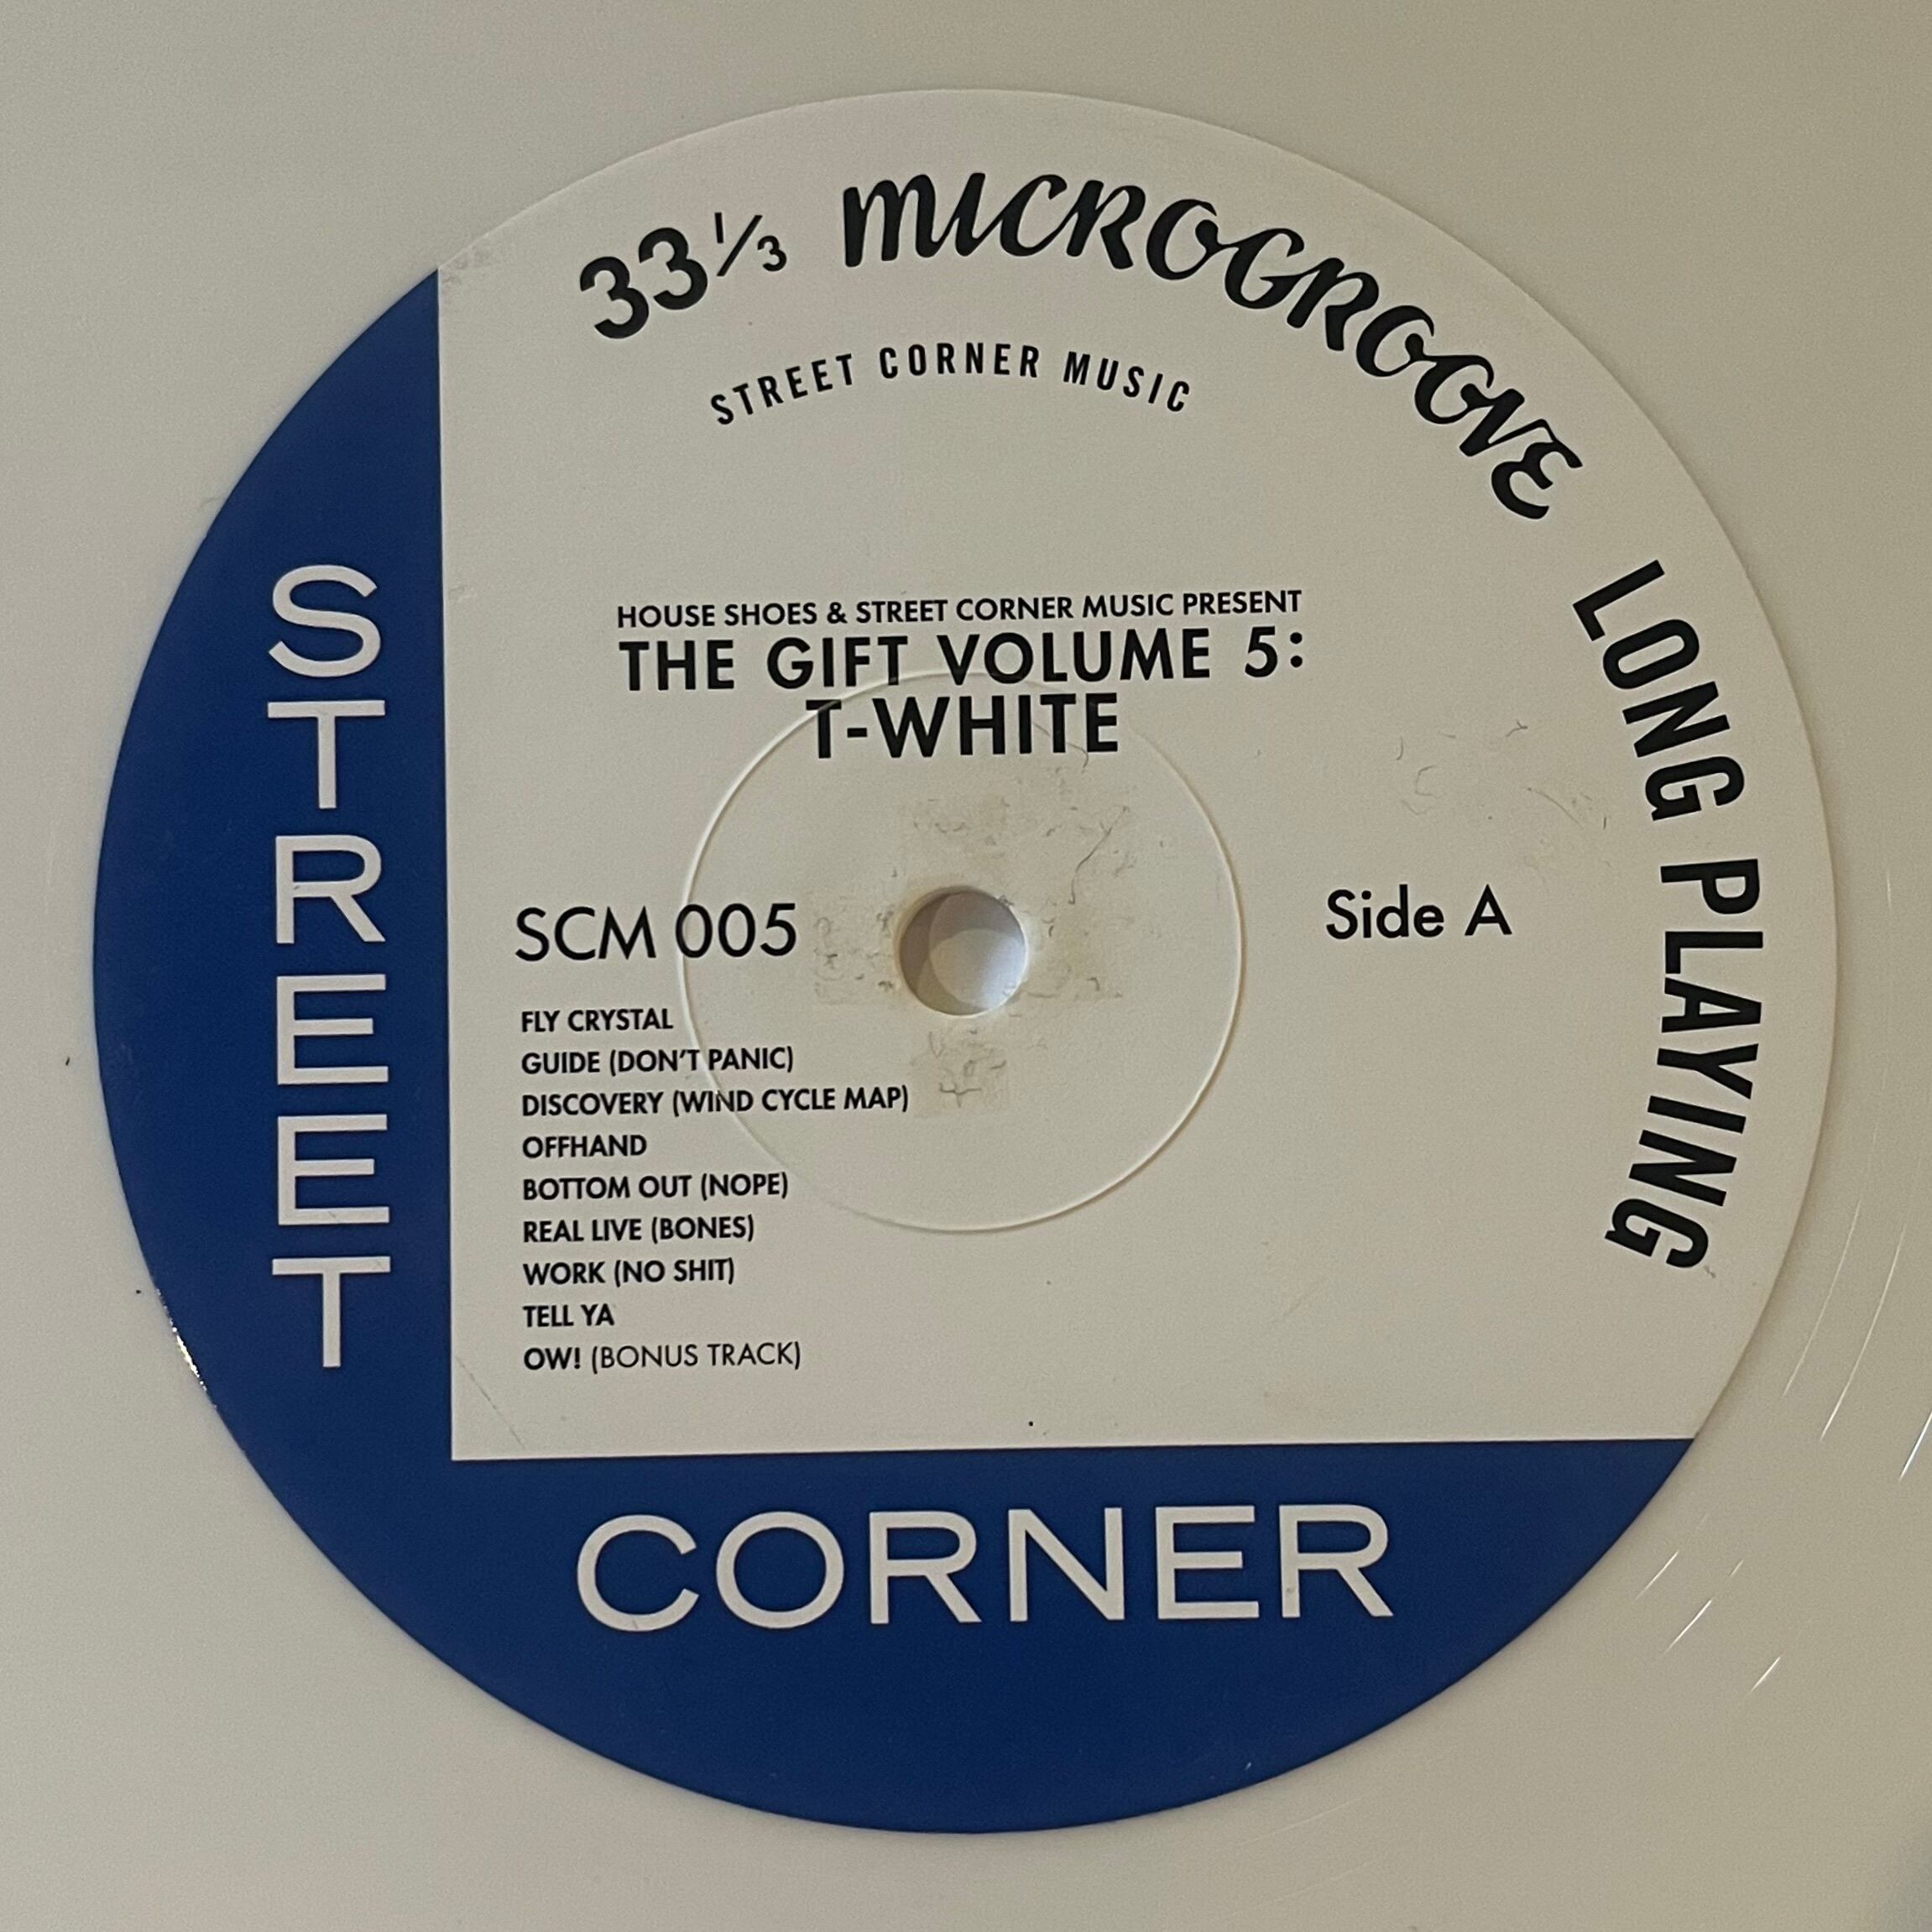 33 1/3 MICROGROOVE LONG PLAYING
STREET CORNER MUSIC
HOUSE SHOES & STREET CORNER MUSIC PRESENT
THE GIFT VOLUME 5:
T-WHITE
SCM 005
Side A
FLY CRYSTAL
GUIDE (DON'T PANIC)
DISCOVERY (WIND CYCLE MAP)
OFFHAND
BOTTOM OUT (NOPE)
REAL LIVE (BONES)
WORK (NO SHIT)
TELL YA
OW! (BONUS TRACK)
STREET
CORNER